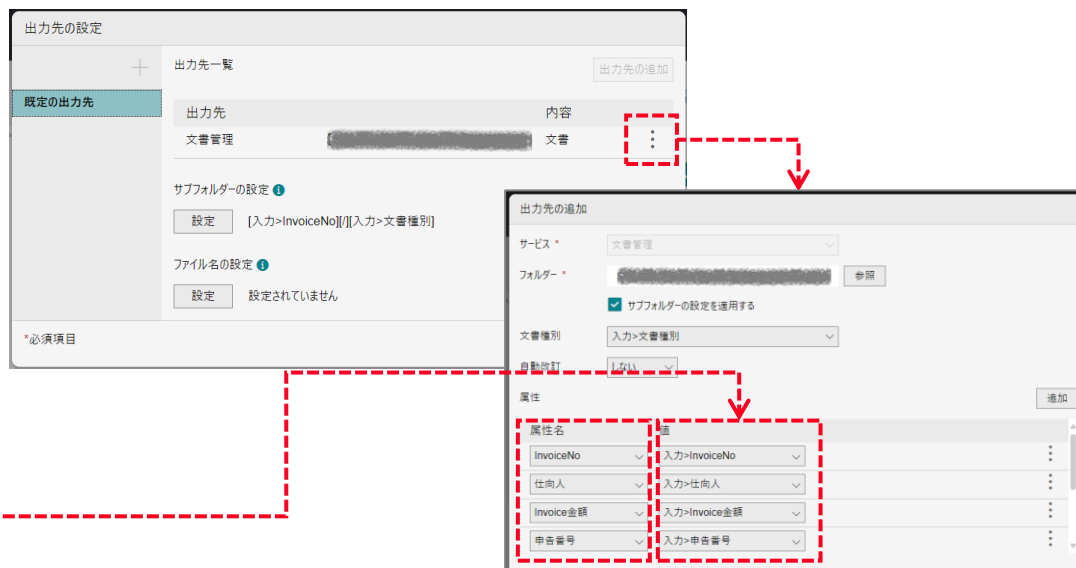 出力先の設定
出力先一覧
出力先の追加
既定の出力先
出力先 内容
文書管理 文書
サブフォルダーの設定
設定 [入力>InvoiceNo][/][入力>文書種別]
ファイル名の設定
設定 設定されていません
*必須項目
出力先の追加
サービス * 文書管理
フォルダー * 参照
サブフォルダーの設定を適用する
文書種別 入力>文書種別
自動改訂 しない
属性 追加
属性名 値
InvoiceNo 入力>InvoiceNo
仕向人 入力>仕向人
Invoice金額 入力>Invoice金額
申告番号 入力>申告番号